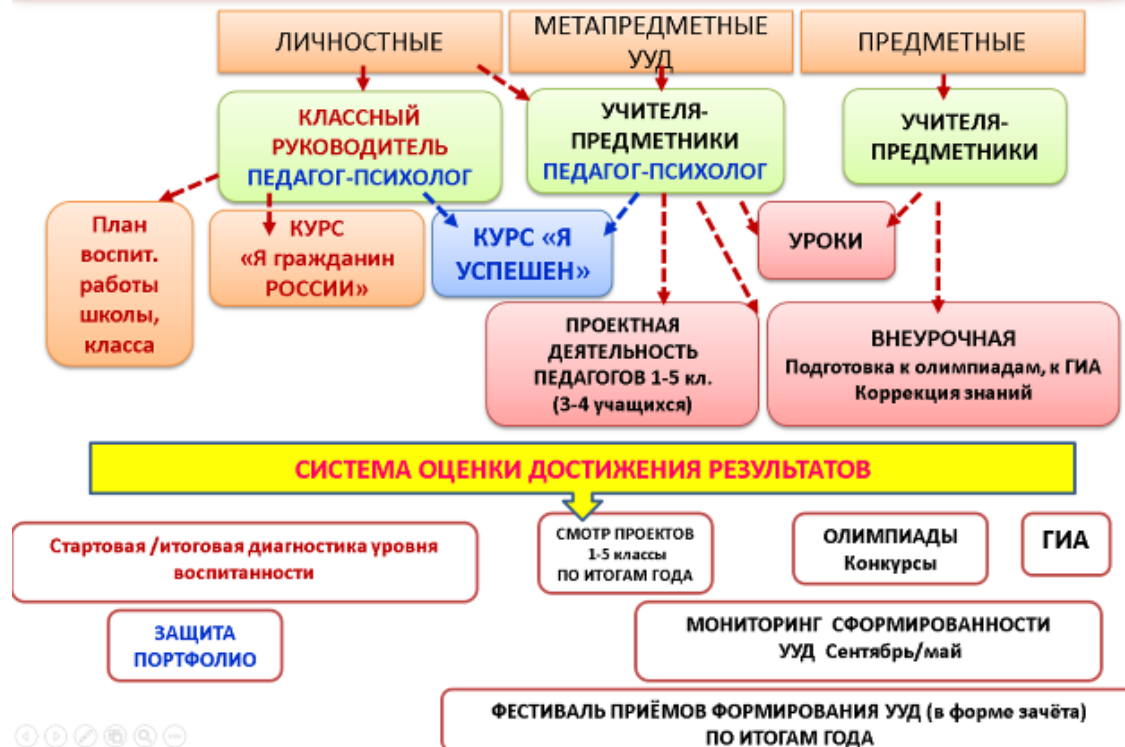 ЛИЧНОСТНЫЕ
МЕТАПРЕДМЕТНЫЕ
УУД
ПРЕДМЕТНЫЕ
КЛАССНЫЙ
РУКОВОДИТЕЛЬ
ПЕДАГОГ-ПСИХОЛОГ
УЧИТЕЛЯ-
ПРЕДМЕТНИКИ
ПЕДАГОГ-ПСИХОЛОГ
УЧИТЕЛЯ-
ПРЕДМЕТНИКИ
План
воспит.
работы
школы,
класса
КУРС
«Я гражданин
РОССИИ»
КУРС «Я
УСПЕШЕН»
УРОКИ
ПРОЕКТНАЯ
ДЕЯТЕЛЬНОСТЬ
ПЕДАГОГОВ 1-5 кл.
(3-4 учащихся)
ВНЕУРОЧНАЯ
Подготовка к олимпиадам, к ГИА
Коррекция знаний
СИСТЕМА ОЦЕНКИ ДОСТИЖЕНИЯ РЕЗУЛЬТАТОВ
Стартовая /итоговая диагностика уровня
воспитанности
СМОТР ПРОЕКТОВ
1-5 классы
ПО ИТОГАМ ГОДА
ОЛИМПИАДЫ
Конкурсы
ГИА
ЗАЩИТА
ПОРТФОЛИО
МОНИТОРИНГ СФОРМИРОВАННОСТИ
УУД Сентябрь/май
ФЕСТИВАЛЬ ПРИЁМОВ ФОРМИРОВАНИЯ УУД (в форме зачёта)
ПО ИТОГАМ ГОДА